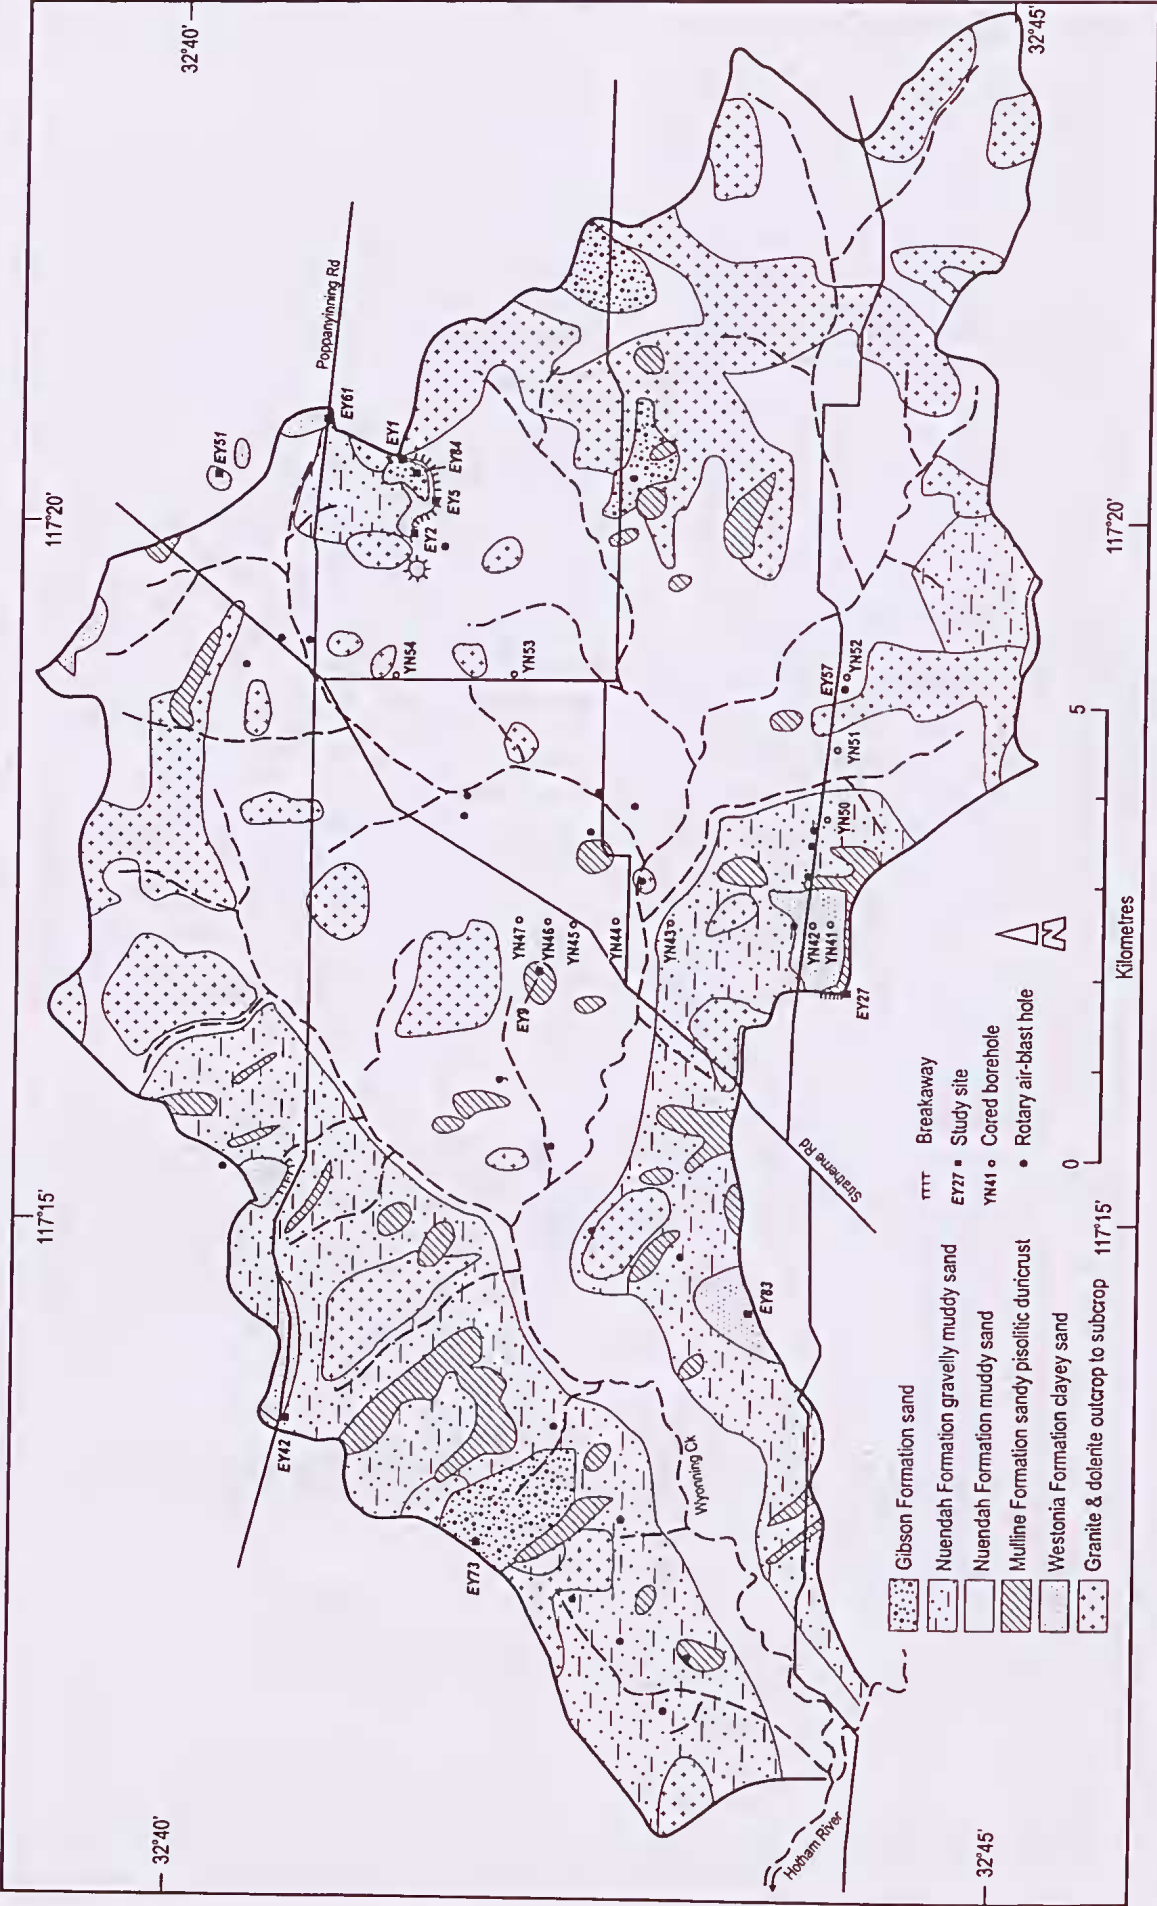 32°40'
32°45'
Poppanyinning Rd
EY51
EY61
EY1
EY84
EY5
EY2
117°20'
117°20'
YN54
YN53
EY57
YN52
YN51
YN50
YN47
YN46
YN45
YN44
YN43
YN42
YN41
EY9
EY27
Stratherne Rd
117°15'
117°15'
EY83
EY42
EY73
Wyonning Ck
Hotham River
32°40'
32°45'
N
0
5
Kilometres
Gibson Formation sand
Nuendah Formation gravelly muddy sand
Nuendah Formation muddy sand
Mulline Formation sandy pisolitic duricrust
Westonia Formation clayey sand
Granite & dolerite outcrop to subcrop
Breakaway
EY27 Study site
YN41 Cored borehole
Rotary air-blast hole